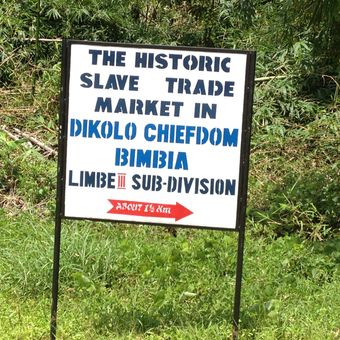 THE HISTORIC
SLAVE TRADE
MARKET IN
DIKOLO CHIEFDOM
BIMBIA
LIMBE III SUB-DIVISION
ABOUT 1½ Km